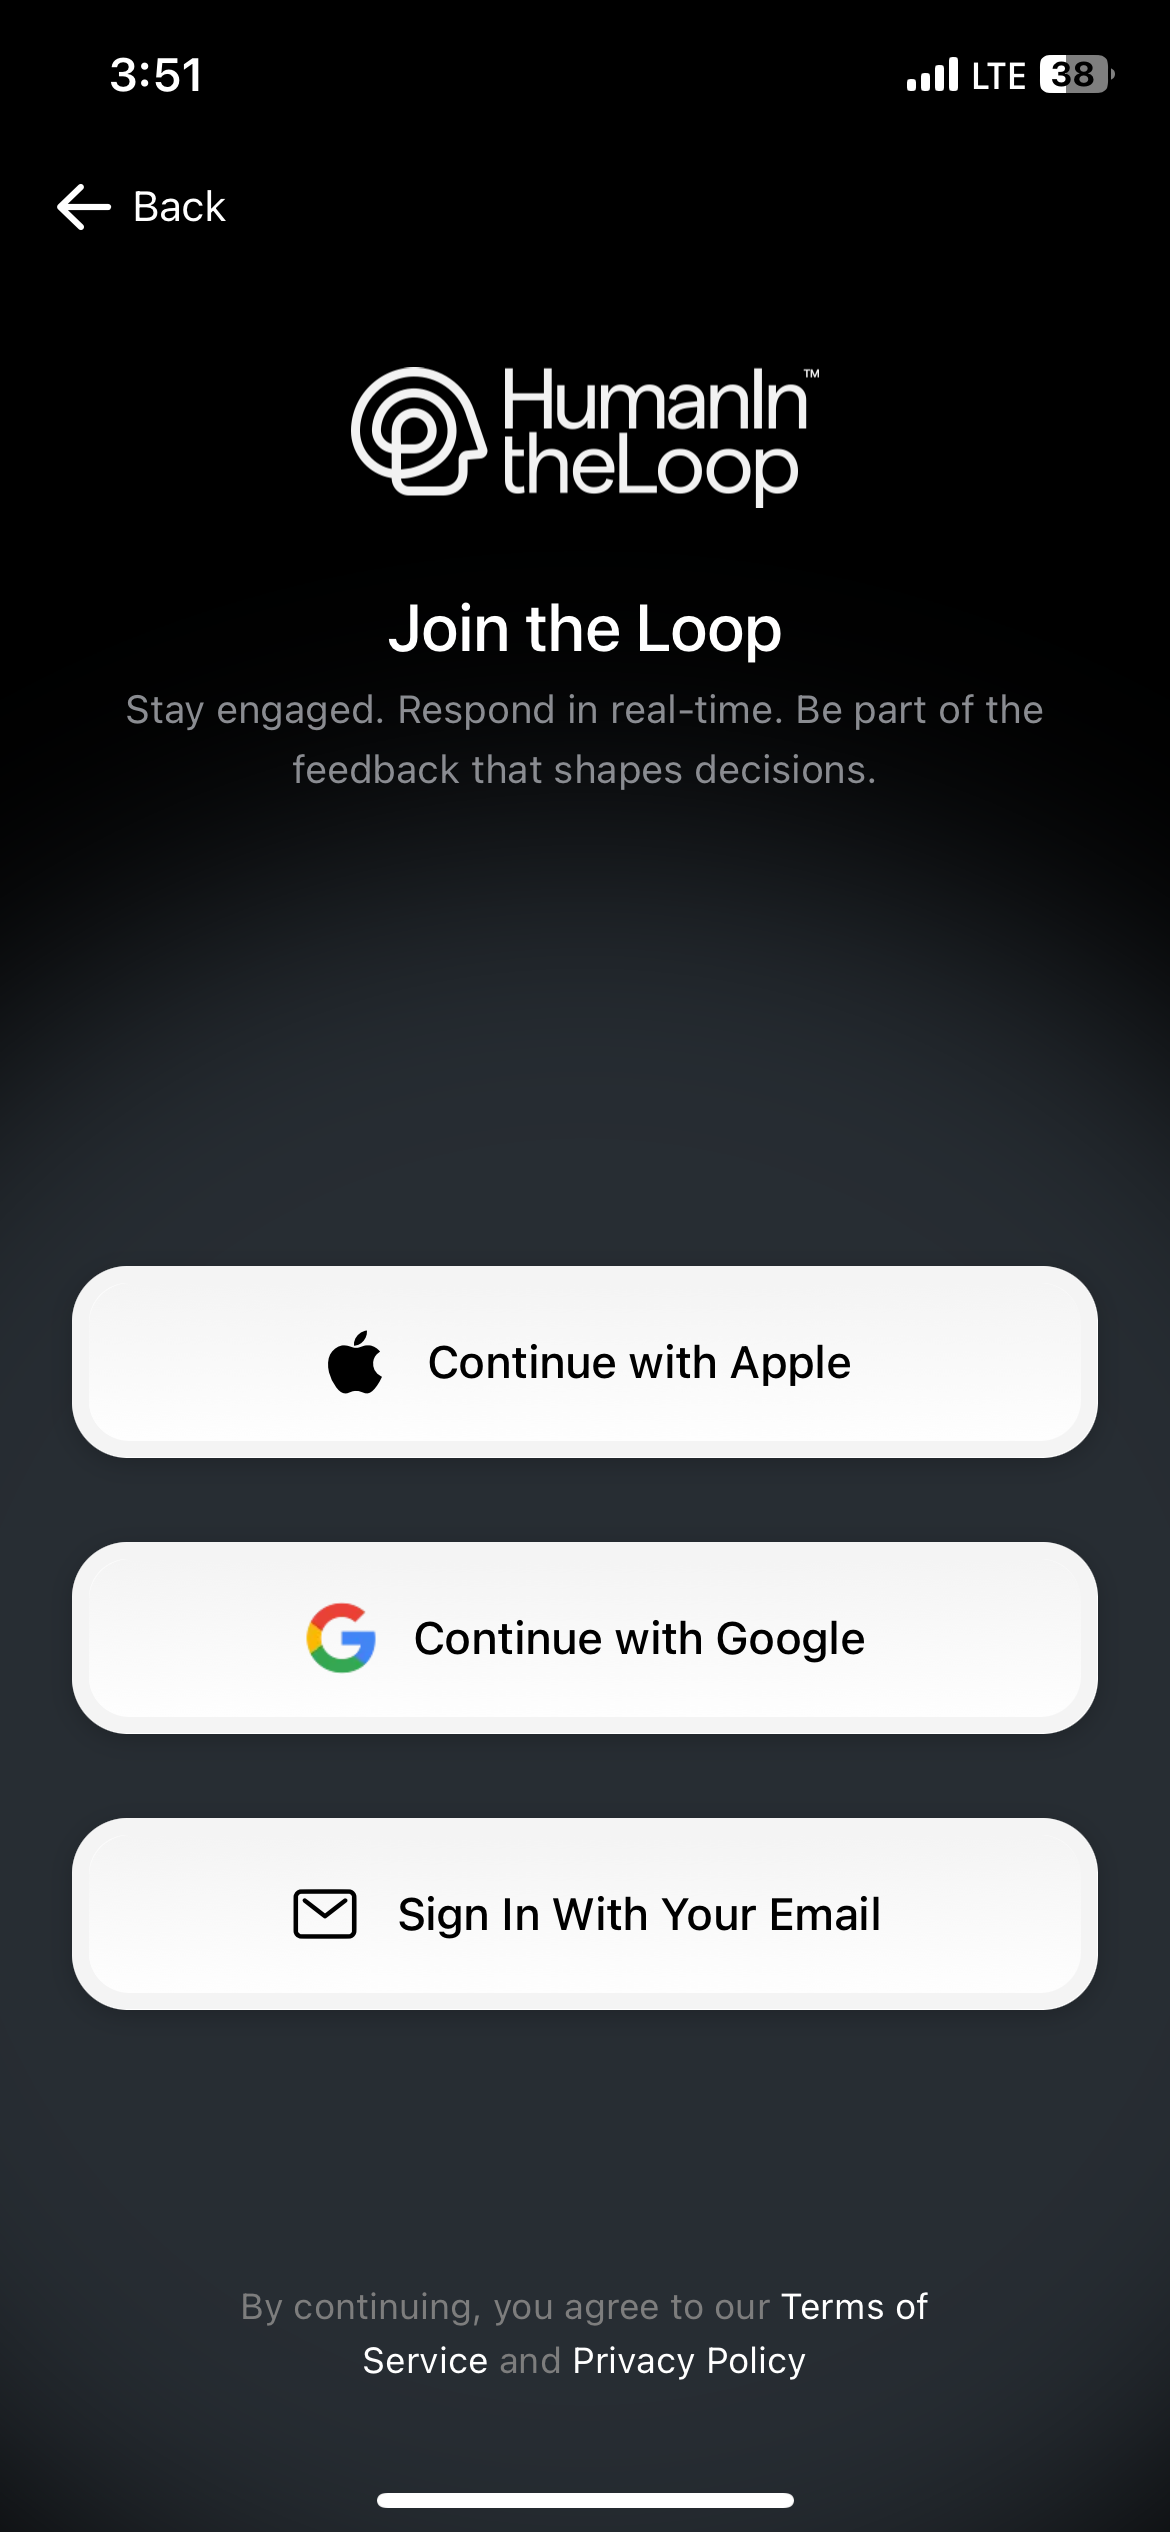 3:51
LTE
38
Back
HumanIn™
theLoop
Join the Loop
Stay engaged. Respond in real-time. Be part of the
feedback that shapes decisions.
Continue with Apple
Continue with Google
Sign In With Your Email
By continuing, you agree to our Terms of
Service and Privacy Policy